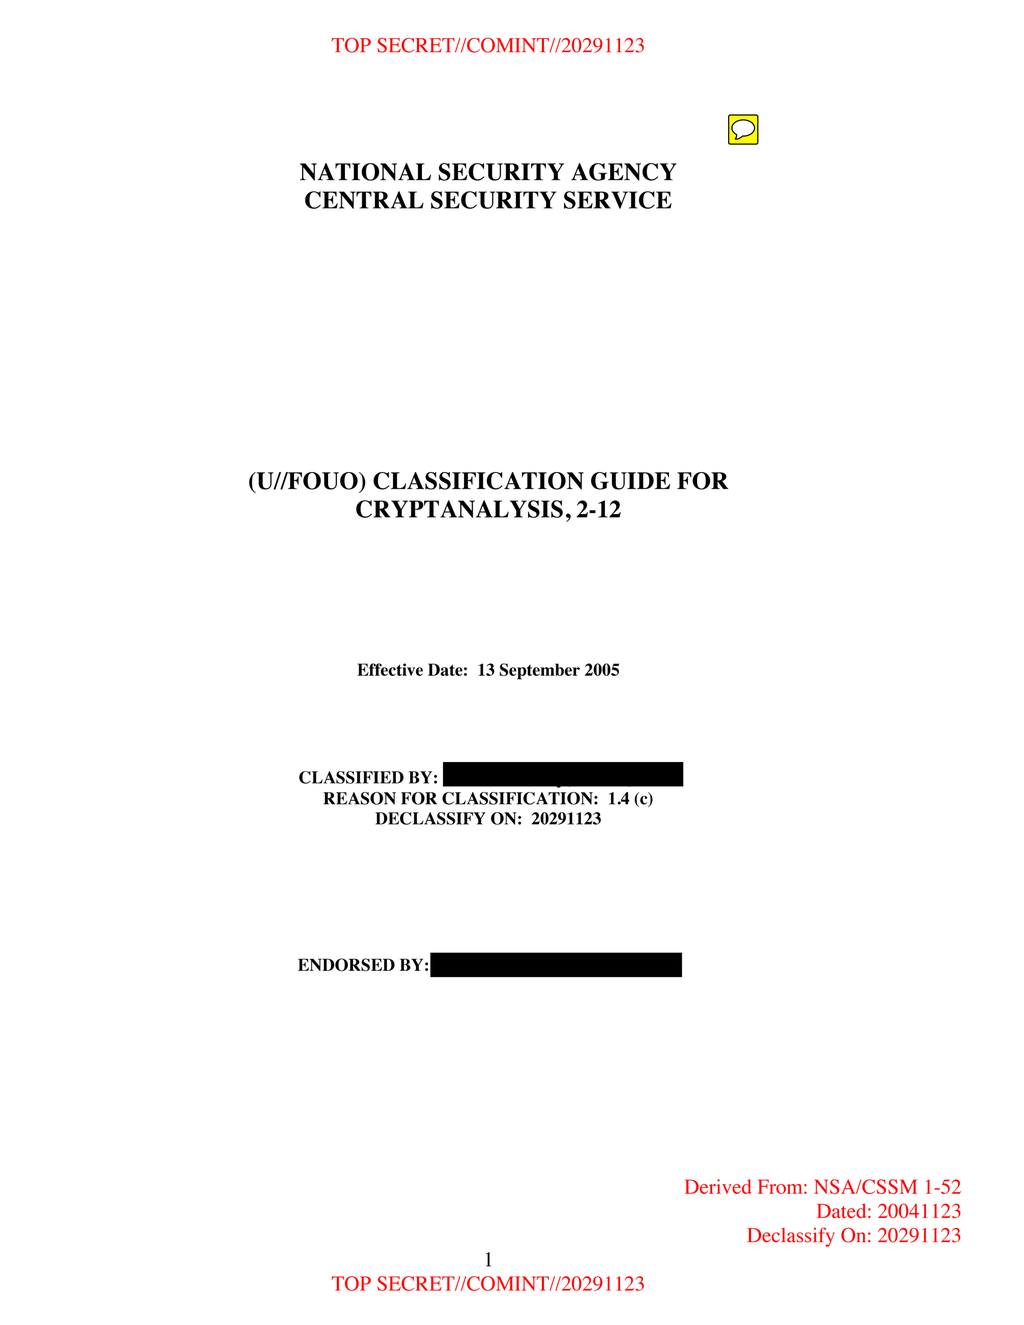 TOP SECRET//COMINT//20291123
NATIONAL SECURITY AGENCY
CENTRAL SECURITY SERVICE
(U//FOUO) CLASSIFICATION GUIDE FOR
CRYPTANALYSIS, 2-12
Effective Date: 13 September 2005
CLASSIFIED BY:
REASON FOR CLASSIFICATION: 1.4 (c)
DECLASSIFY ON: 20291123
ENDORSED BY:
Derived From: NSA/CSSM 1-52
Dated: 20041123
Declassify On: 20291123
1
TOP SECRET//COMINT//20291123